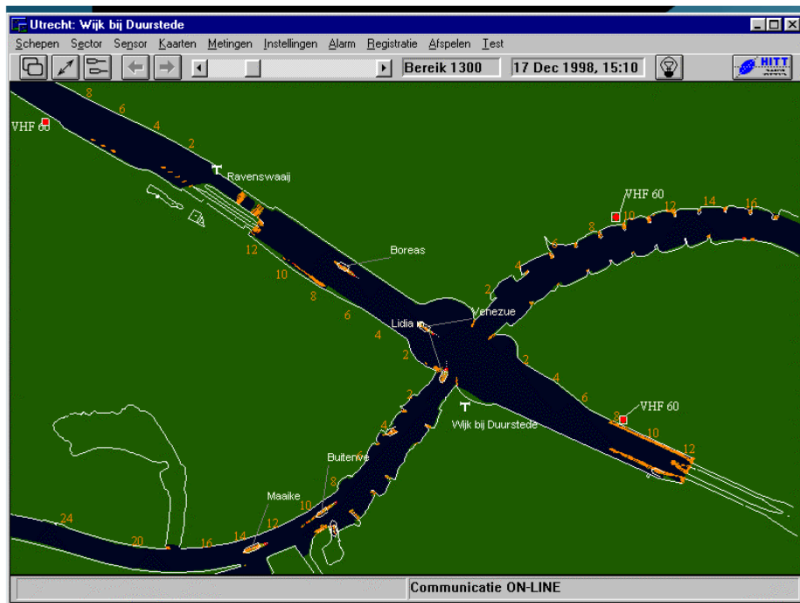 Utrecht: Wijk bij Duurstede
Schepen Sector Sensor Kaarten Metingen Instellingen Alarm Registratie Afspelen Test
Bereik 1300 17 Dec 1998, 15:10 HITT
8
6
VHF 60
4
2
Ravenswaaij
VHF 60
8 10 12 14 16
6
4
2
12
10
8
6
4
2
Boreas
Venezue
Lidia
2
4
6
VHF 60
8
10
12
Wijk bij Duurstede
2
4
6
8
Buitenve
10
12
Maaike
14
16
20
24
Communicatie ON-LINE